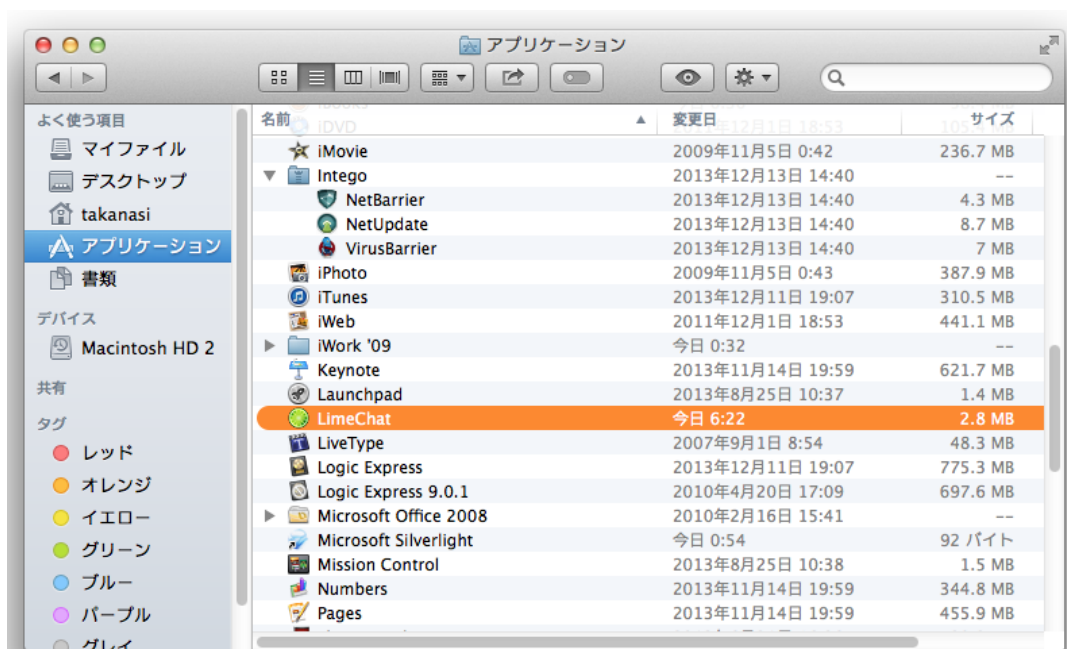 アプリケーション
よく使う項目
マイファイル
デスクトップ
takanasi
アプリケーション
書類
デバイス
Macintosh HD 2
共有
タグ
レッド
オレンジ
イエロー
グリーン
ブルー
パープル
グレイ
名前 変更日 サイズ
iDVD 2011年12月1日 18:53
iMovie 2009年11月5日 0:42 236.7 MB
Intego 2013年12月13日 14:40 --
NetBarrier 2013年12月13日 14:40 4.3 MB
NetUpdate 2013年12月13日 14:40 8.7 MB
VirusBarrier 2013年12月13日 14:40 7 MB
iPhoto 2009年11月5日 0:43 387.9 MB
iTunes 2013年12月11日 19:07 310.5 MB
iWeb 2011年12月1日 18:53 441.1 MB
iWork '09 今日 0:32 --
Keynote 2013年11月14日 19:59 621.7 MB
Launchpad 2013年8月25日 10:37 1.4 MB
LimeChat 今日 6:22 2.8 MB
LiveType 2007年9月1日 8:54 48.3 MB
Logic Express 2013年12月11日 19:07 775.3 MB
Logic Express 9.0.1 2010年4月20日 17:09 697.6 MB
Microsoft Office 2008 2010年2月16日 15:41 --
Microsoft Silverlight 今日 0:54 92 バイト
Mission Control 2013年8月25日 10:38 1.5 MB
Numbers 2013年11月14日 19:59 344.8 MB
Pages 2013年11月14日 19:59 455.9 MB